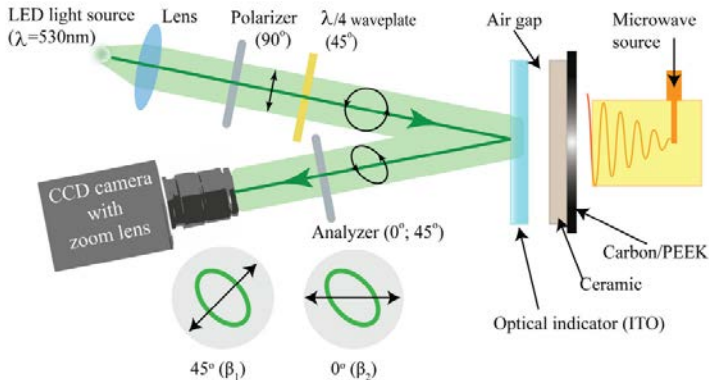 LED light source
(λ=530nm)
Lens
Polarizer
(90°)
λ/4 waveplate
(45°)
Air gap
Microwave
source
CCD camera
with
zoom lens
Analyzer (0°; 45°)
Carbon/PEEK
Ceramic
Optical indicator (ITO)
45° (β₁)
0° (β₂)